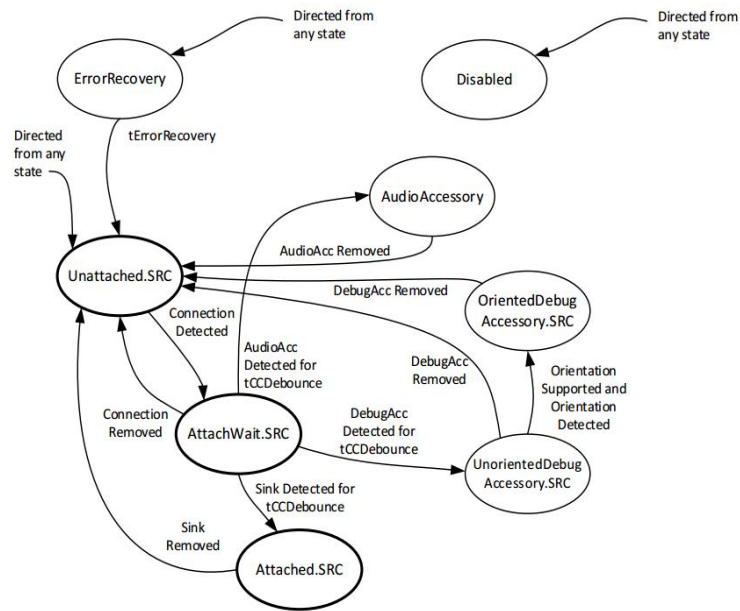 Directed from
any state
Directed from
any state
ErrorRecovery
Disabled
Directed
from any
state
tErrorRecovery
AudioAccessory
AudioAcc Removed
Unattached.SRC
DebugAcc Removed
OrientedDebug
Accessory.SRC
Connection
Detected
AudioAcc
Detected for
tCCDebounce
DebugAcc
Removed
Orientation
Supported and
Orientation
Detected
Connection
Removed
AttachWait.SRC
DebugAcc
Detected for
tCCDebounce
UnorientedDebug
Accessory.SRC
Sink Detected for
tCCDebounce
Sink
Removed
Attached.SRC